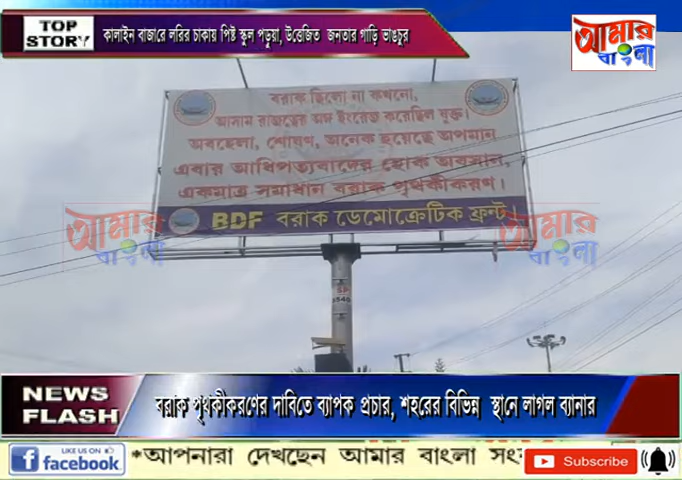 TOP
STORY
কালাইন বাজারে লরির চাকায় পিষ্ট স্কুল পড়ুয়া, উত্তেজিত জনতার গাড়ি ভাঙচুর
আমার
বাংলা
বরাক ছিলো না কখনো,
আসাম রাজ্যের অঙ্গ ইংরেজ করেছিল যুক্ত।
অবহেলা, শোষণ, অনেক হয়েছে অপমান
এবার আধিপত্যবাদের হোক অবসান,
একমাত্র সমাধান বরাক পৃথকীকরণ।
BDF বরাক ডেমোক্রেটিক ফ্রন্ট।
আমার
বাংলা
আমার
বাংলা
NEWS
FLASH
বরাক পৃথকীকরণের দাবিতে ব্যাপক প্রচার, শহরের বিভিন্ন স্থানে লাগল ব্যানার
LIKE US ON
facebook
*আপনারা দেখছেন আমার বাংলা
Subscribe